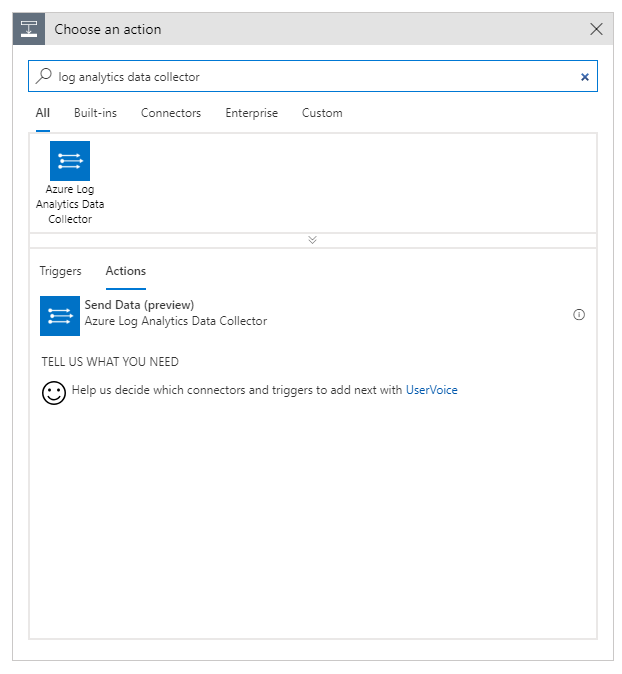 Choose an action
log analytics data collector
All Built-ins Connectors Enterprise Custom
Azure Log
Analytics Data
Collector
Triggers Actions
Send Data (preview)
Azure Log Analytics Data Collector
TELL US WHAT YOU NEED
Help us decide which connectors and triggers to add next with UserVoice